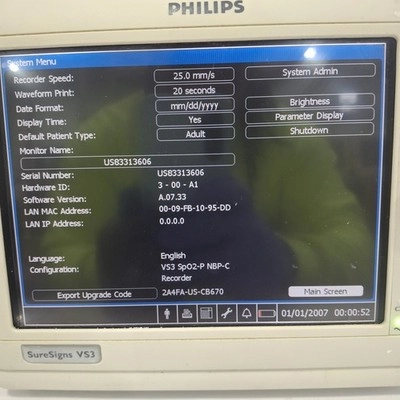 PHILIPS
System Menu
Recorder Speed: 25.0 mm/s System Admin
Waveform Print: 20 seconds
Date Format: mm/dd/yyyy Brightness
Display Time: Yes Parameter Display
Default Patient Type: Adult Shutdown
Monitor Name:
US83313606
Serial Number: US83313606
Hardware ID: 3 - 00 - A1
Software Version: A.07.33
LAN MAC Address: 00-09-FB-10-95-DD
LAN IP Address: 0.0.0.0
Language: English
Configuration: VS3 SpO2-P NBP-C
Recorder
Export Upgrade Code 2A4FA-US-CB670 Main Screen
01/01/2007 00:00:52
SureSigns VS3